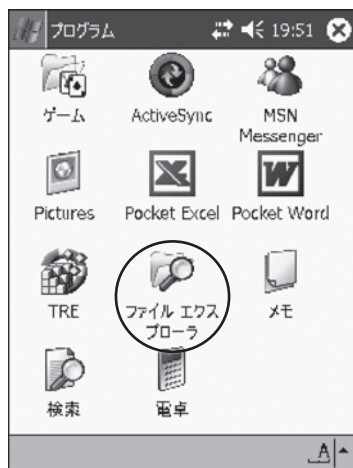 プログラム 19:51
ゲーム ActiveSync MSN
Messenger
Pictures Pocket Excel Pocket Word
TRE ファイル エクス メモ
プローラ
検索 電卓
A